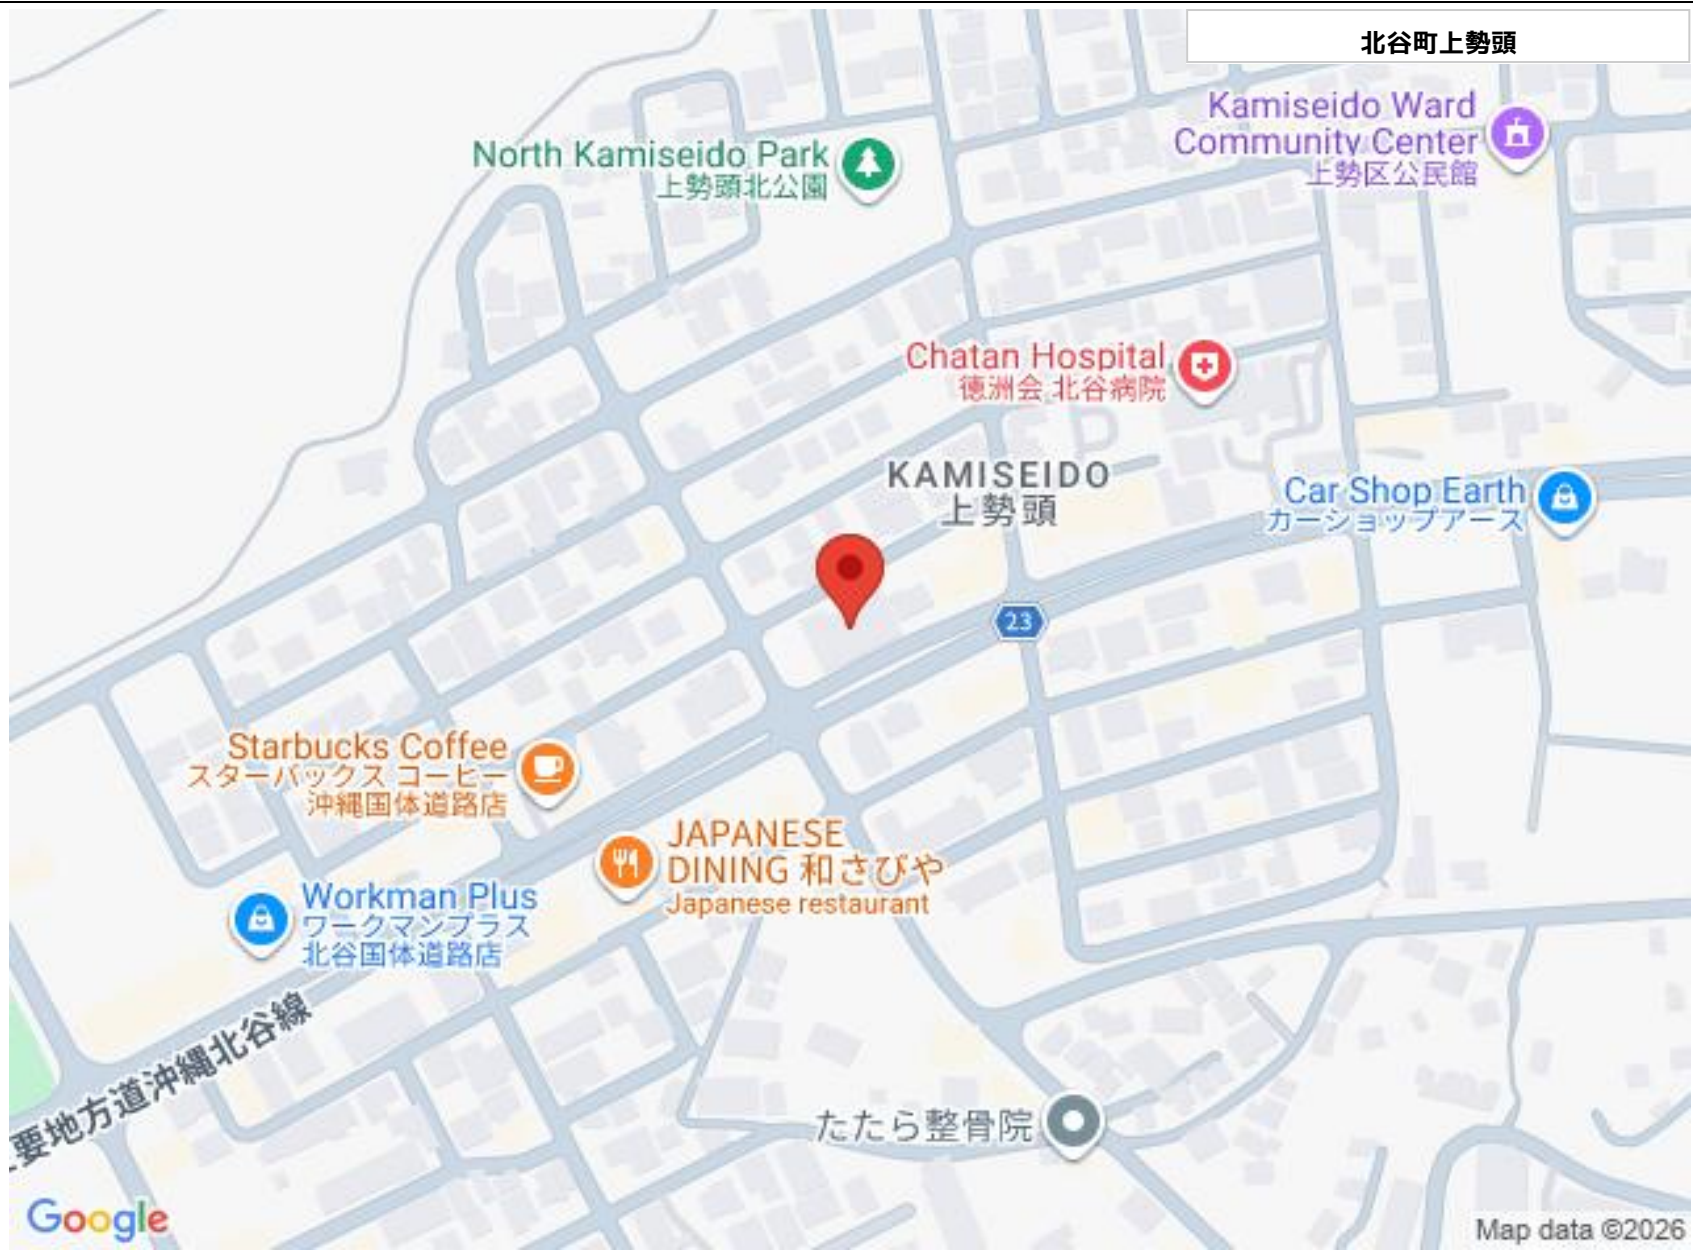 北谷町上勢頭
Kamiseido Ward
Community Center
上勢区公民館
North Kamiseido Park
上勢頭北公園
Chatan Hospital
徳洲会 北谷病院
KAMISEIDO
上勢頭
Car Shop Earth
カーショップアース
23
Starbucks Coffee
スターバックス コーヒー
沖縄国体道路店
JAPANESE
DINING 和さびや
Japanese restaurant
Workman Plus
ワークマンプラス
北谷国体道路店
要地方道沖縄北谷線
たたら整骨院
Google
Map data ©2026